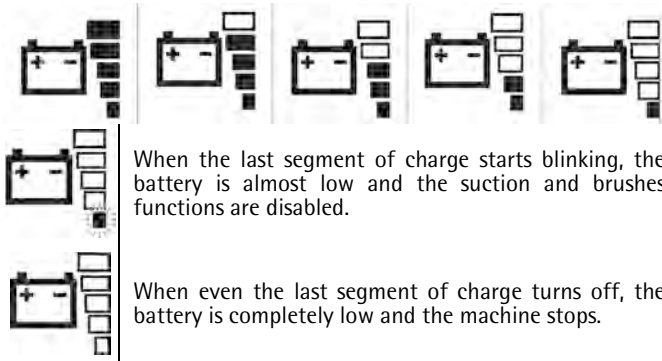 When the last segment of charge starts blinking, the
battery is almost low and the suction and brushes
functions are disabled.
When even the last segment of charge turns off, the
battery is completely low and the machine stops.